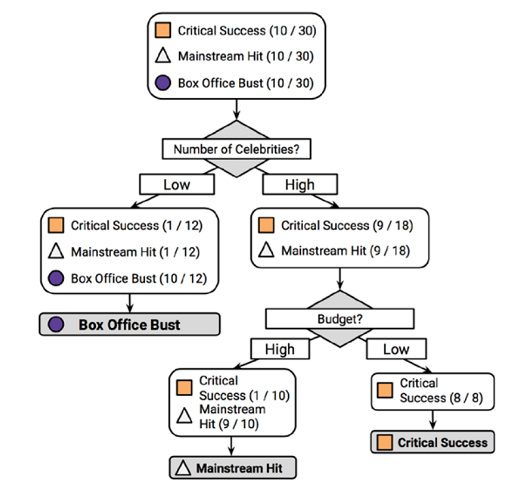 Critical Success (10 / 30)
Mainstream Hit (10 / 30)
Box Office Bust (10 / 30)
Number of Celebrities?
Low
High
Critical Success (1 / 12)
Mainstream Hit (1 / 12)
Box Office Bust (10 / 12)
Critical Success (9 / 18)
Mainstream Hit (9 / 18)
Box Office Bust
Budget?
High
Low
Critical
Success (1 / 10)
Mainstream
Hit (9 / 10)
Critical
Success (8 / 8)
Mainstream Hit
Critical Success